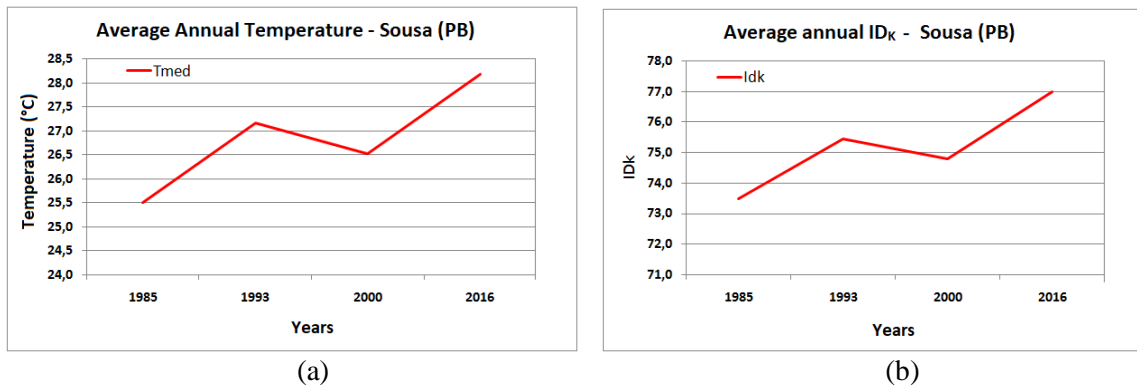 Average Annual Temperature - Sousa (PB)
Tmed
Temperature (°C)
28,5
28,0
27,5
27,0
26,5
26,0
25,5
25,0
24,5
24,0
1985 1993 2000 2016
Years
(a)
Average annual IDK - Sousa (PB)
Idk
IDk
78,0
77,0
76,0
75,0
74,0
73,0
72,0
71,0
1985 1993 2000 2016
Years
(b)